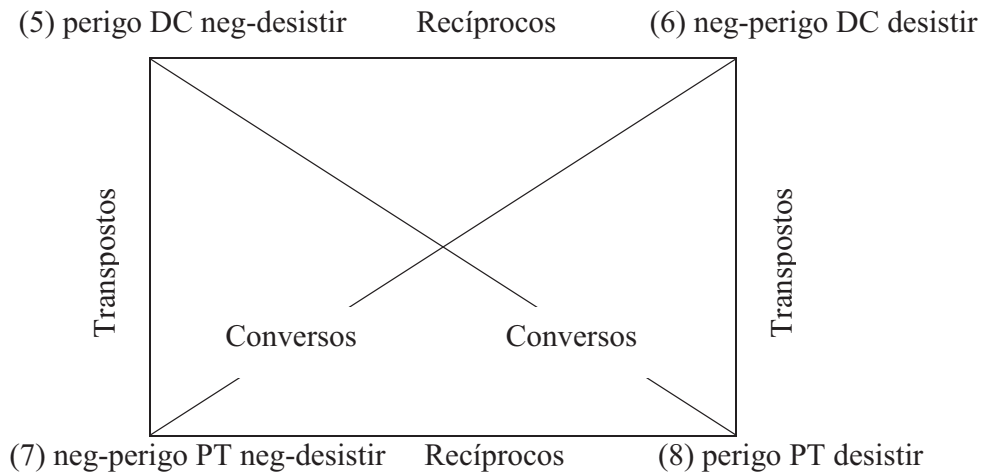 (5) perigo DC neg-desistir Recíprocos (6) neg-perigo DC desistir
Transpostos
Transpostos
Conversos Conversos
(7) neg-perigo PT neg-desistir Recíprocos (8) perigo PT desistir